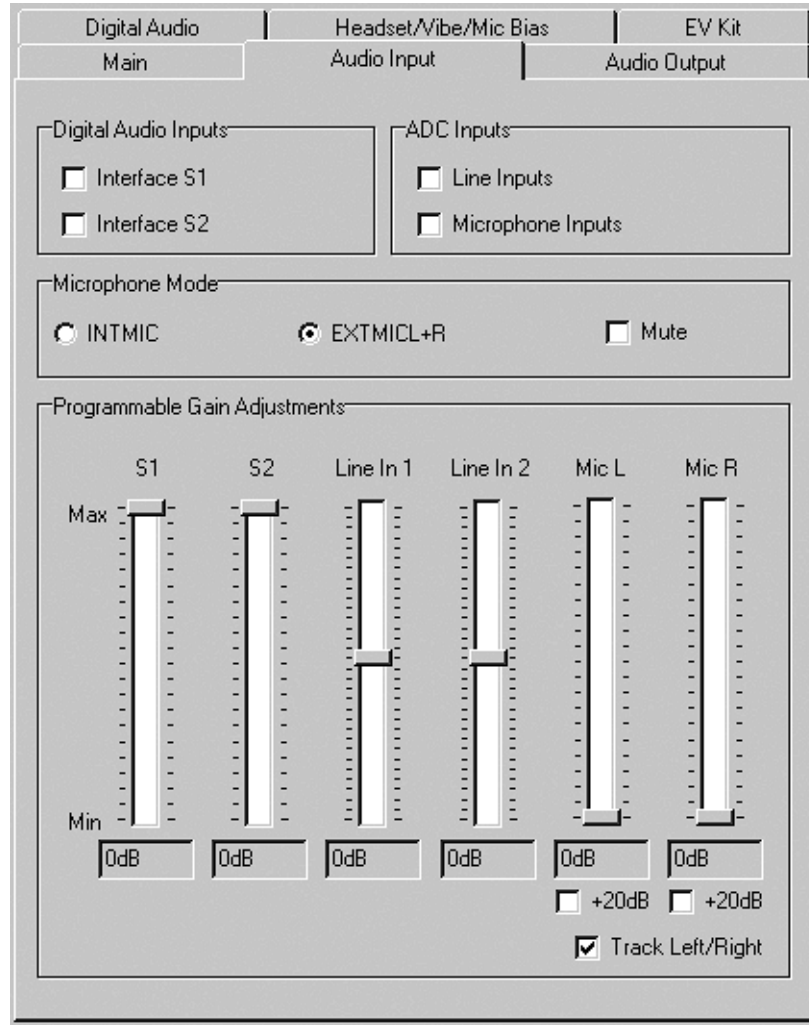 Digital Audio Headset/Vibe/Mic Bias EV Kit
Main Audio Input Audio Output
Digital Audio Inputs ADC Inputs
Interface S1 Line Inputs
Interface S2 Microphone Inputs
Microphone Mode
INTMIC EXTMICL+R Mute
Programmable Gain Adjustments
S1 S2 Line In 1 Line In 2 Mic L Mic R
Max
Min
0dB 0dB 0dB 0dB 0dB 0dB
+20dB +20dB
Track Left/Right